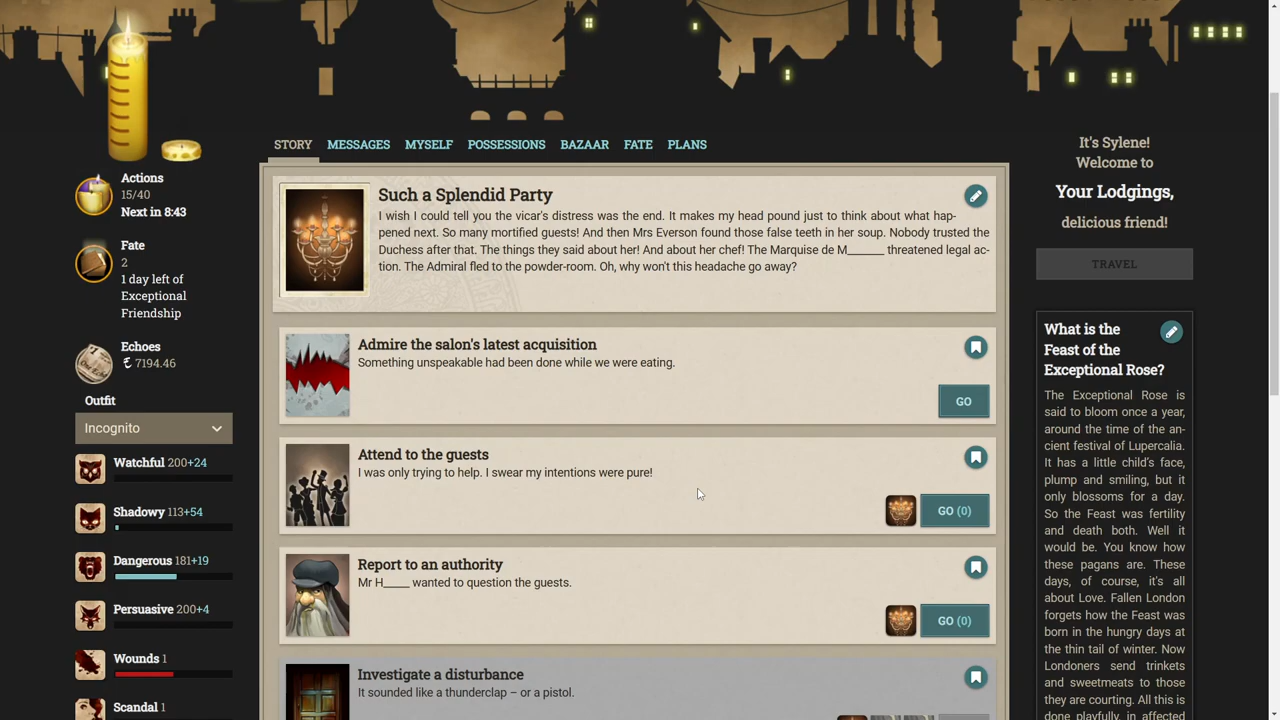 STORY MESSAGES MYSELF POSSESSIONS BAZAAR FATE PLANS
Actions
15/40
Next in 8:43
Fate
2
1 day left of
Exceptional
Friendship
Echoes
7194.46
Outfit
Incognito
Watchful 200+24
Shadowy 113+54
Dangerous 181+19
Persuasive 200+4
Wounds 1
Scandal 1
Such a Splendid Party
I wish I could tell you the vicar's distress was the end. It makes my head pound just to think about what hap-
pened next. So many mortified guests! And then Mrs Everson found those false teeth in her soup. Nobody trusted the
Duchess after that. The things they said about her! And about her chef! The Marquise de M______ threatened legal ac-
tion. The Admiral fled to the powder-room. Oh, why won't this headache go away?
Admire the salon's latest acquisition
Something unspeakable had been done while we were eating.
GO
Attend to the guests
I was only trying to help. I swear my intentions were pure!
GO (0)
Report to an authority
Mr H____ wanted to question the guests.
GO (0)
Investigate a disturbance
It sounded like a thunderclap – or a pistol.
It's Sylene!
Welcome to
Your Lodgings,
delicious friend!
TRAVEL
What is the
Feast of the
Exceptional Rose?
The Exceptional Rose is
said to bloom once a year,
around the time of the an-
cient festival of Lupercalia.
It has a little child's face,
plump and smiling, but it
only blossoms for a day.
So the Feast was fertility
and death both. Well it
would be. You know how
these pagans are. These
days, of course, it's all
about Love. Fallen London
forgets how the Feast was
born in the hungry days at
the thin tail of winter. Now
Londoners send trinkets
and sweetmeats to those
they are courting. All this is
done playfully, in affected